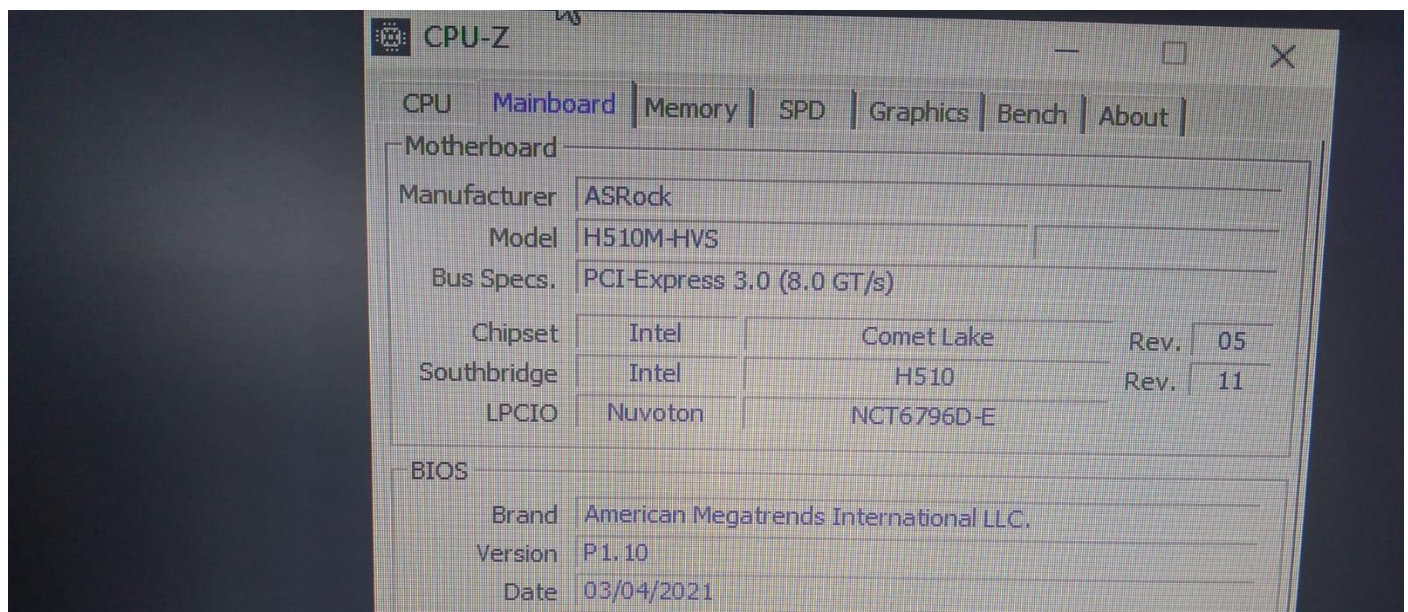 CPU-Z
CPU Mainboard Memory SPD Graphics Bench About
Motherboard
Manufacturer ASRock
Model H510M-HVS
Bus Specs. PCI-Express 3.0 (8.0 GT/s)
Chipset Intel Comet Lake Rev. 05
Southbridge Intel H510 Rev. 11
LPCIO Nuvoton NCT6796D-E
BIOS
Brand American Megatrends International LLC.
Version P1.10
Date 03/04/2021